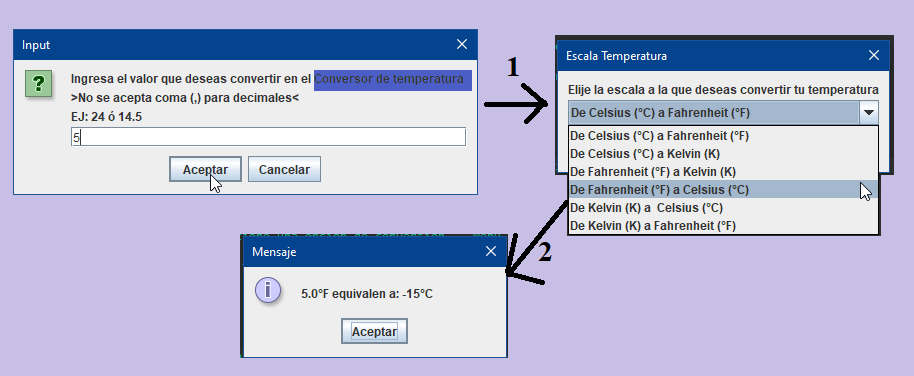 Input
Ingresa el valor que deseas convertir en el Conversor de temperatura
>No se acepta coma (,) para decimales<
EJ: 24 ó 14.5
5
Aceptar Cancelar
1
Escala Temperatura
Elije la escala a la que deseas convertir tu temperatura
De Celsius (°C) a Fahrenheit (°F)
De Celsius (°C) a Fahrenheit (°F)
De Celsius (°C) a Kelvin (K)
De Fahrenheit (°F) a Kelvin (K)
De Fahrenheit (°F) a Celsius (°C)
De Kelvin (K) a Celsius (°C)
De Kelvin (K) a Fahrenheit (°F)
2
Mensaje
5.0°F equivalen a: -15°C
Aceptar